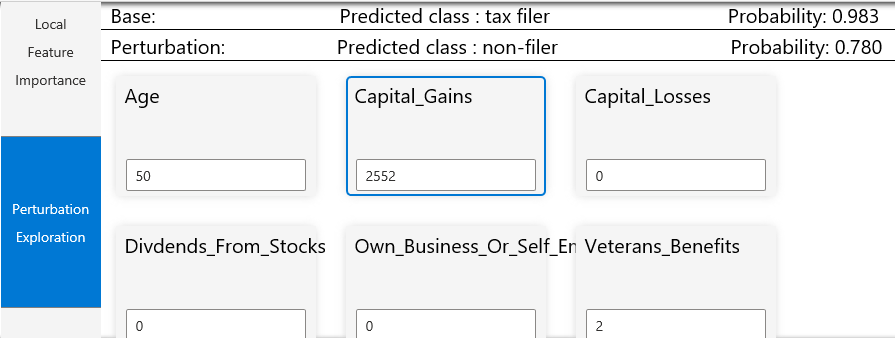 Local
Feature
Importance
Perturbation
Exploration
Base: Predicted class : tax filer Probability: 0.983
Perturbation: Predicted class : non-filer Probability: 0.780
Age Capital_Gains Capital_Losses
50 2552 0
Divdends_From_Stocks Own_Business_Or_Self_Em Veterans_Benefits
0 0 2